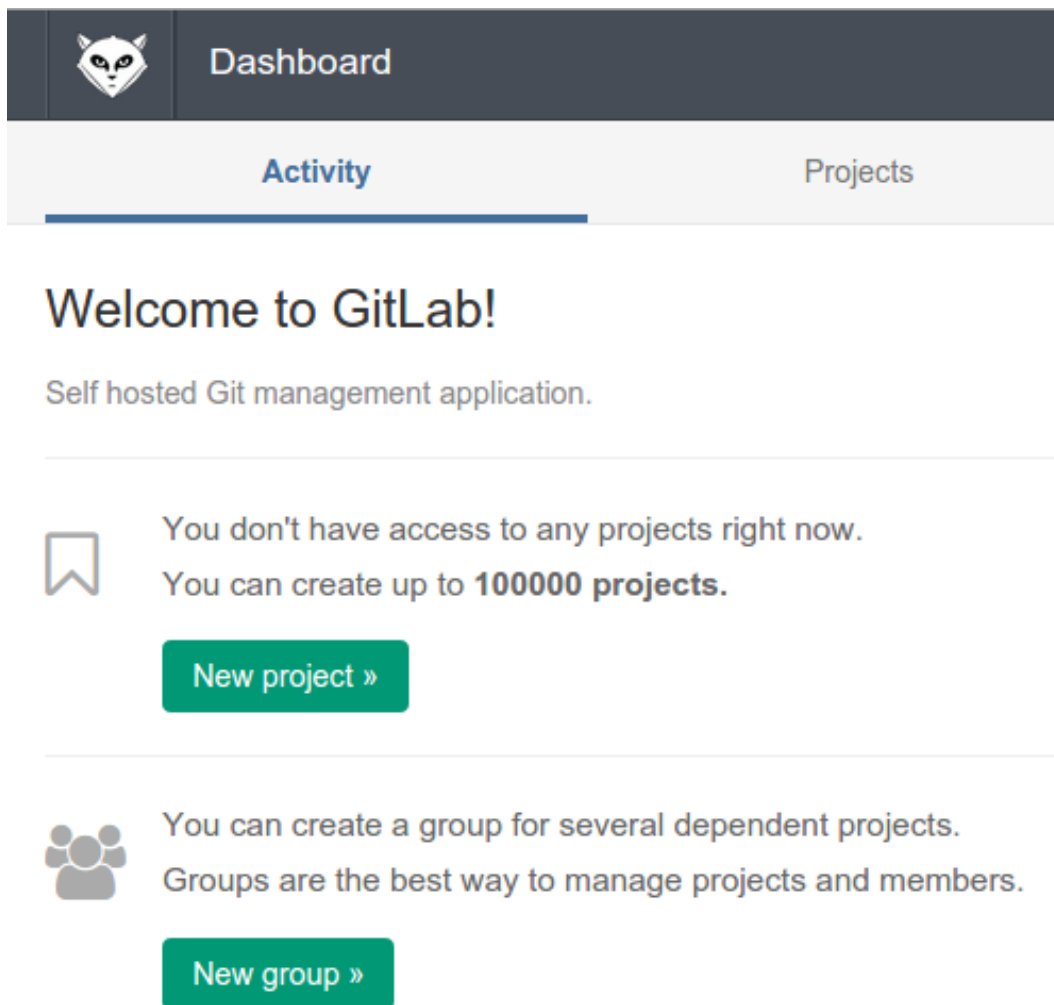 Dashboard
Activity Projects
Welcome to GitLab!
Self hosted Git management application.
You don't have access to any projects right now.
You can create up to 100000 projects.
New project »
You can create a group for several dependent projects.
Groups are the best way to manage projects and members.
New group »